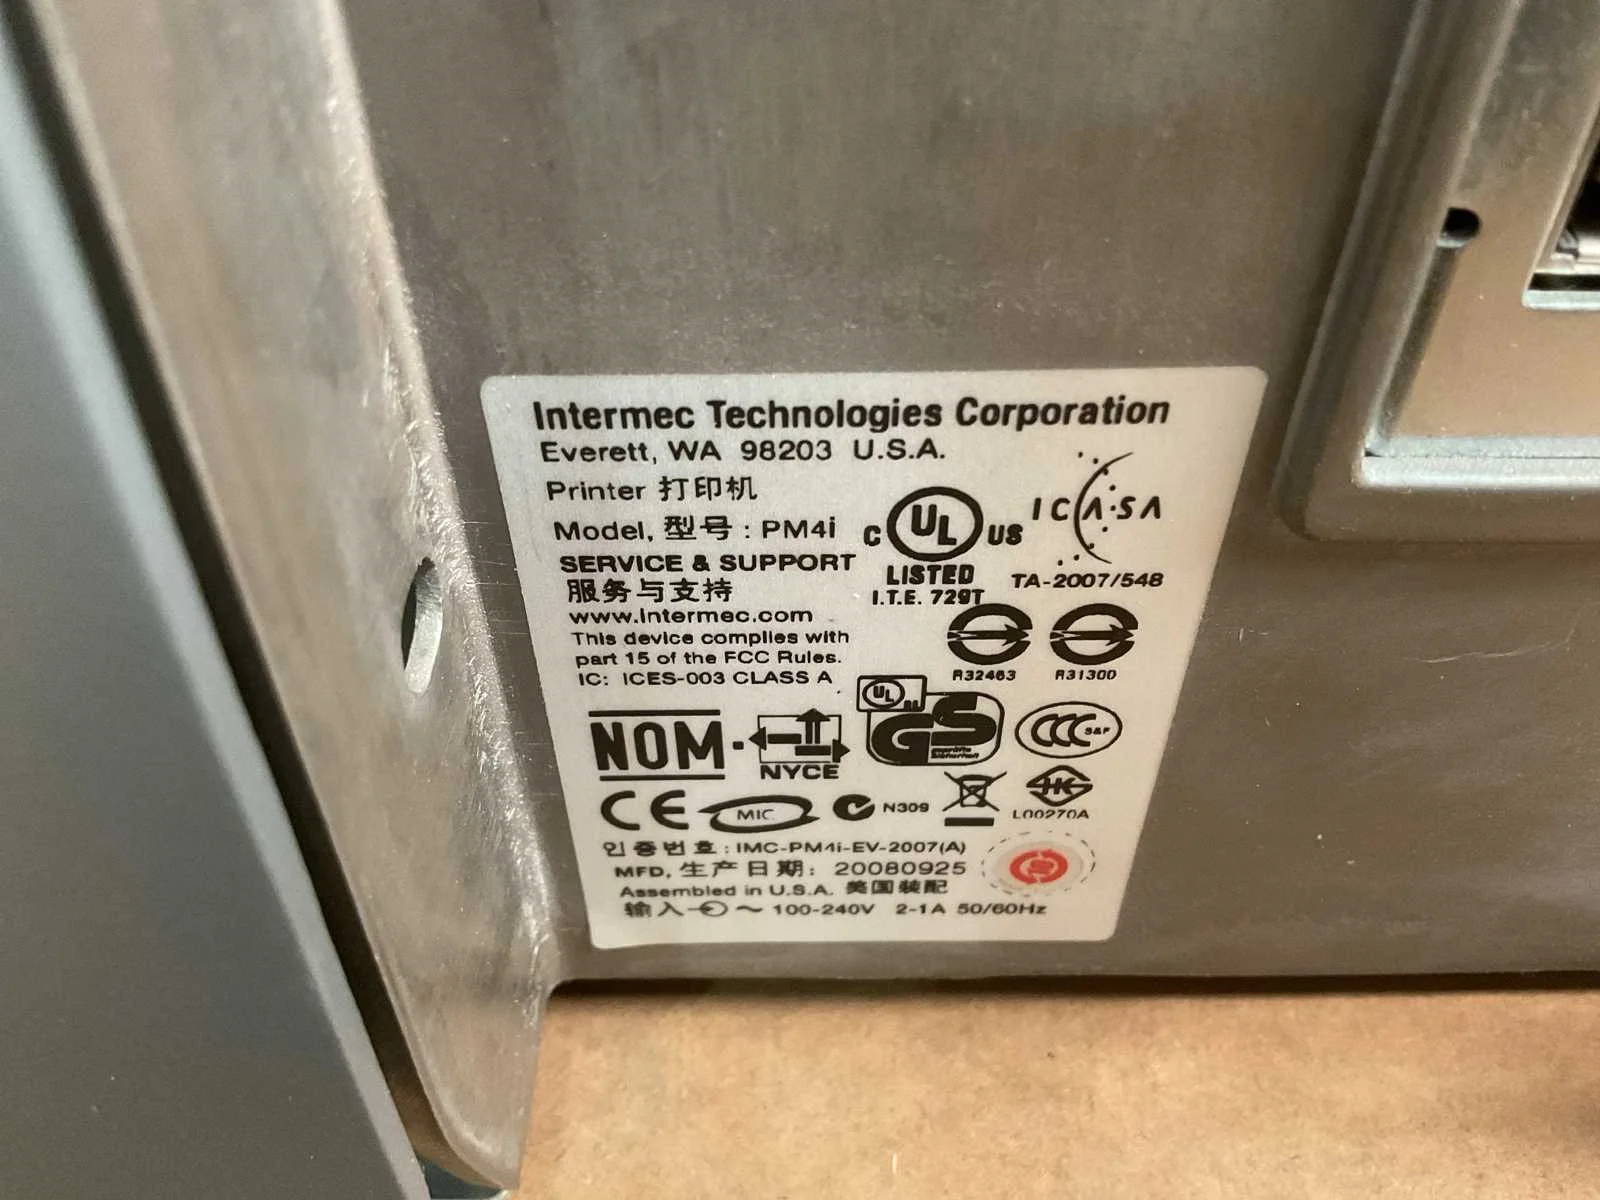 Intermec Technologies Corporation
Everett, WA 98203 U.S.A.
Printer 打印机
Model, 型号 : PM4i
SERVICE & SUPPORT
服务与支持
www.intermec.com
This device complies with
part 15 of the FCC Rules.
IC: ICES-003 CLASS A
C UL US
LISTED
I.T.E. 729T
ICASA
TA-2007/548
R32463 R31300
NOM
NYCE
UL
GS
geprüfte
Sicherheit
CCC S&F
CE MIC N309
L00270A
인증번호 : IMC-PM4i-EV-2007(A)
MFD, 生产日期: 20080925
Assembled in U.S.A. 美国装配
输入 ~ 100-240V 2-1A 50/60Hz